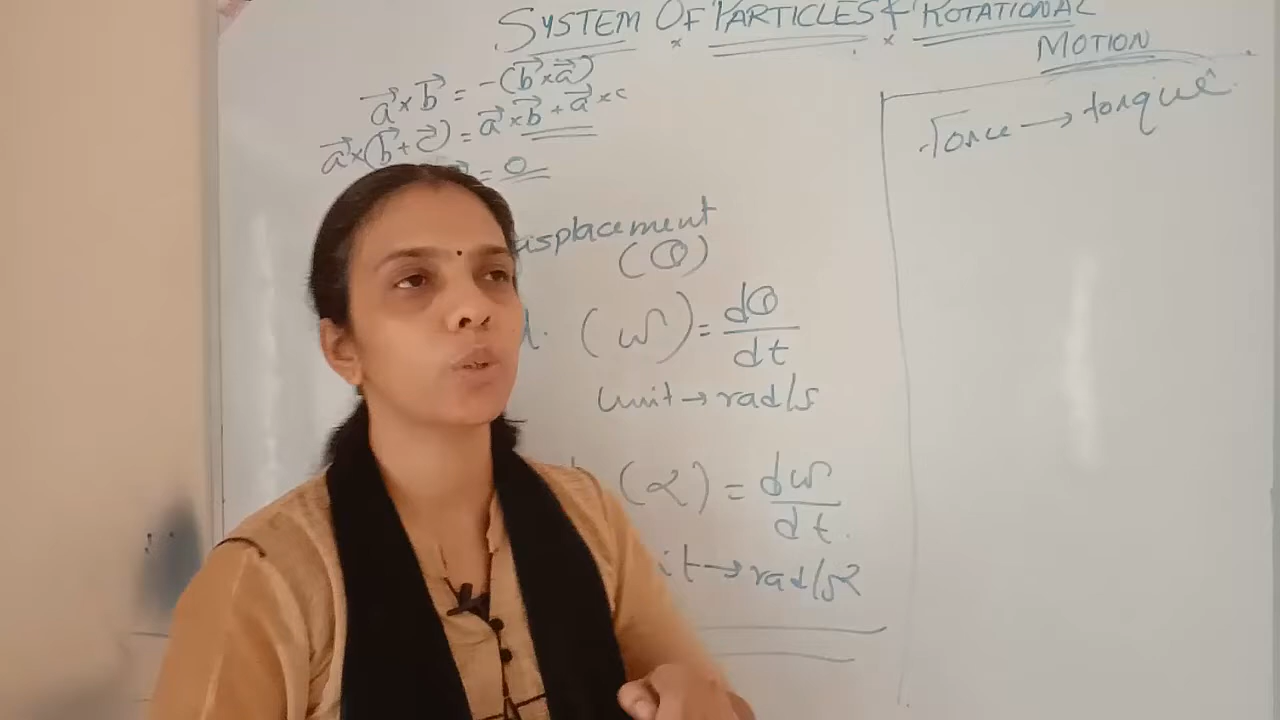 SYSTEM OF PARTICLES & ROTATIONAL
MOTION
a⃗ × b⃗ = -(b⃗ × a⃗)
a⃗ × (b⃗ + c⃗) = a⃗ × b⃗ + a⃗ × c
= 0
isplacement
(θ)
(ω) = dθ/dt
unit → rad/s
(α) = dω/dt.
it → rad/s²
Force → torque